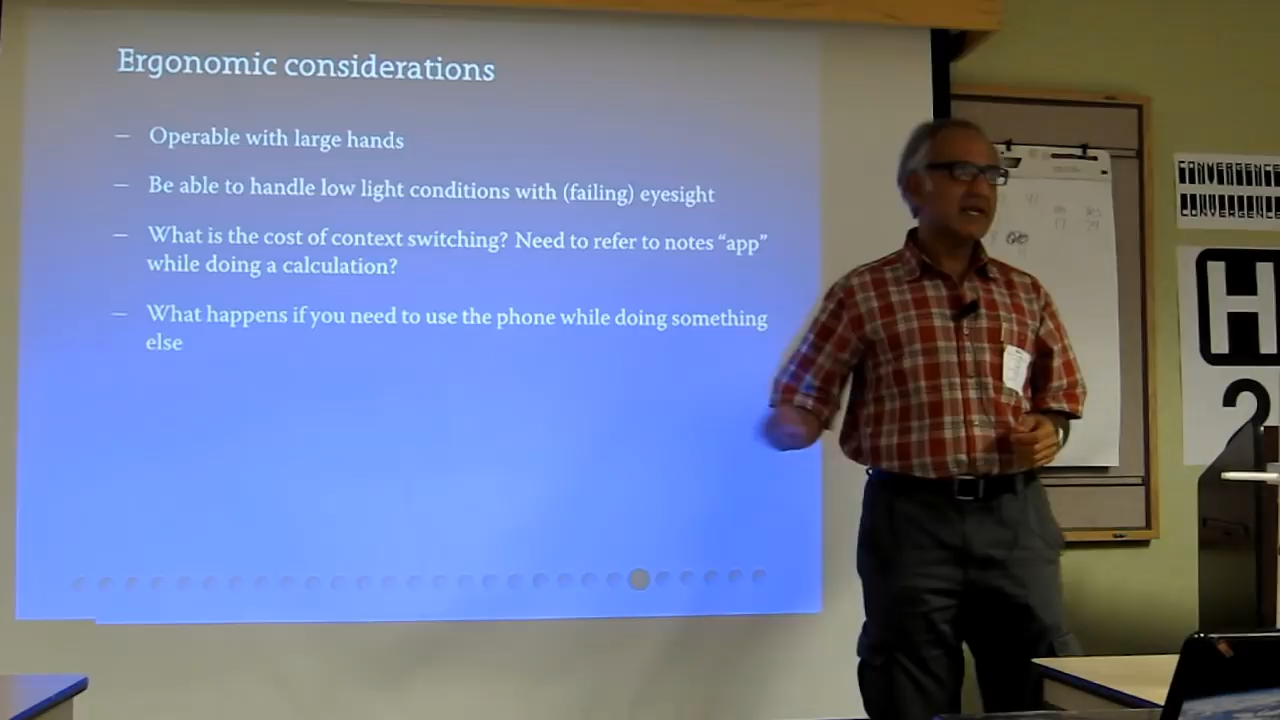 Ergonomic considerations
– Operable with large hands
– Be able to handle low light conditions with (failing) eyesight
– What is the cost of context switching? Need to refer to notes “app”
while doing a calculation?
– What happens if you need to use the phone while doing something
else
CONVERGENCE
CONVERGENCE
H
2